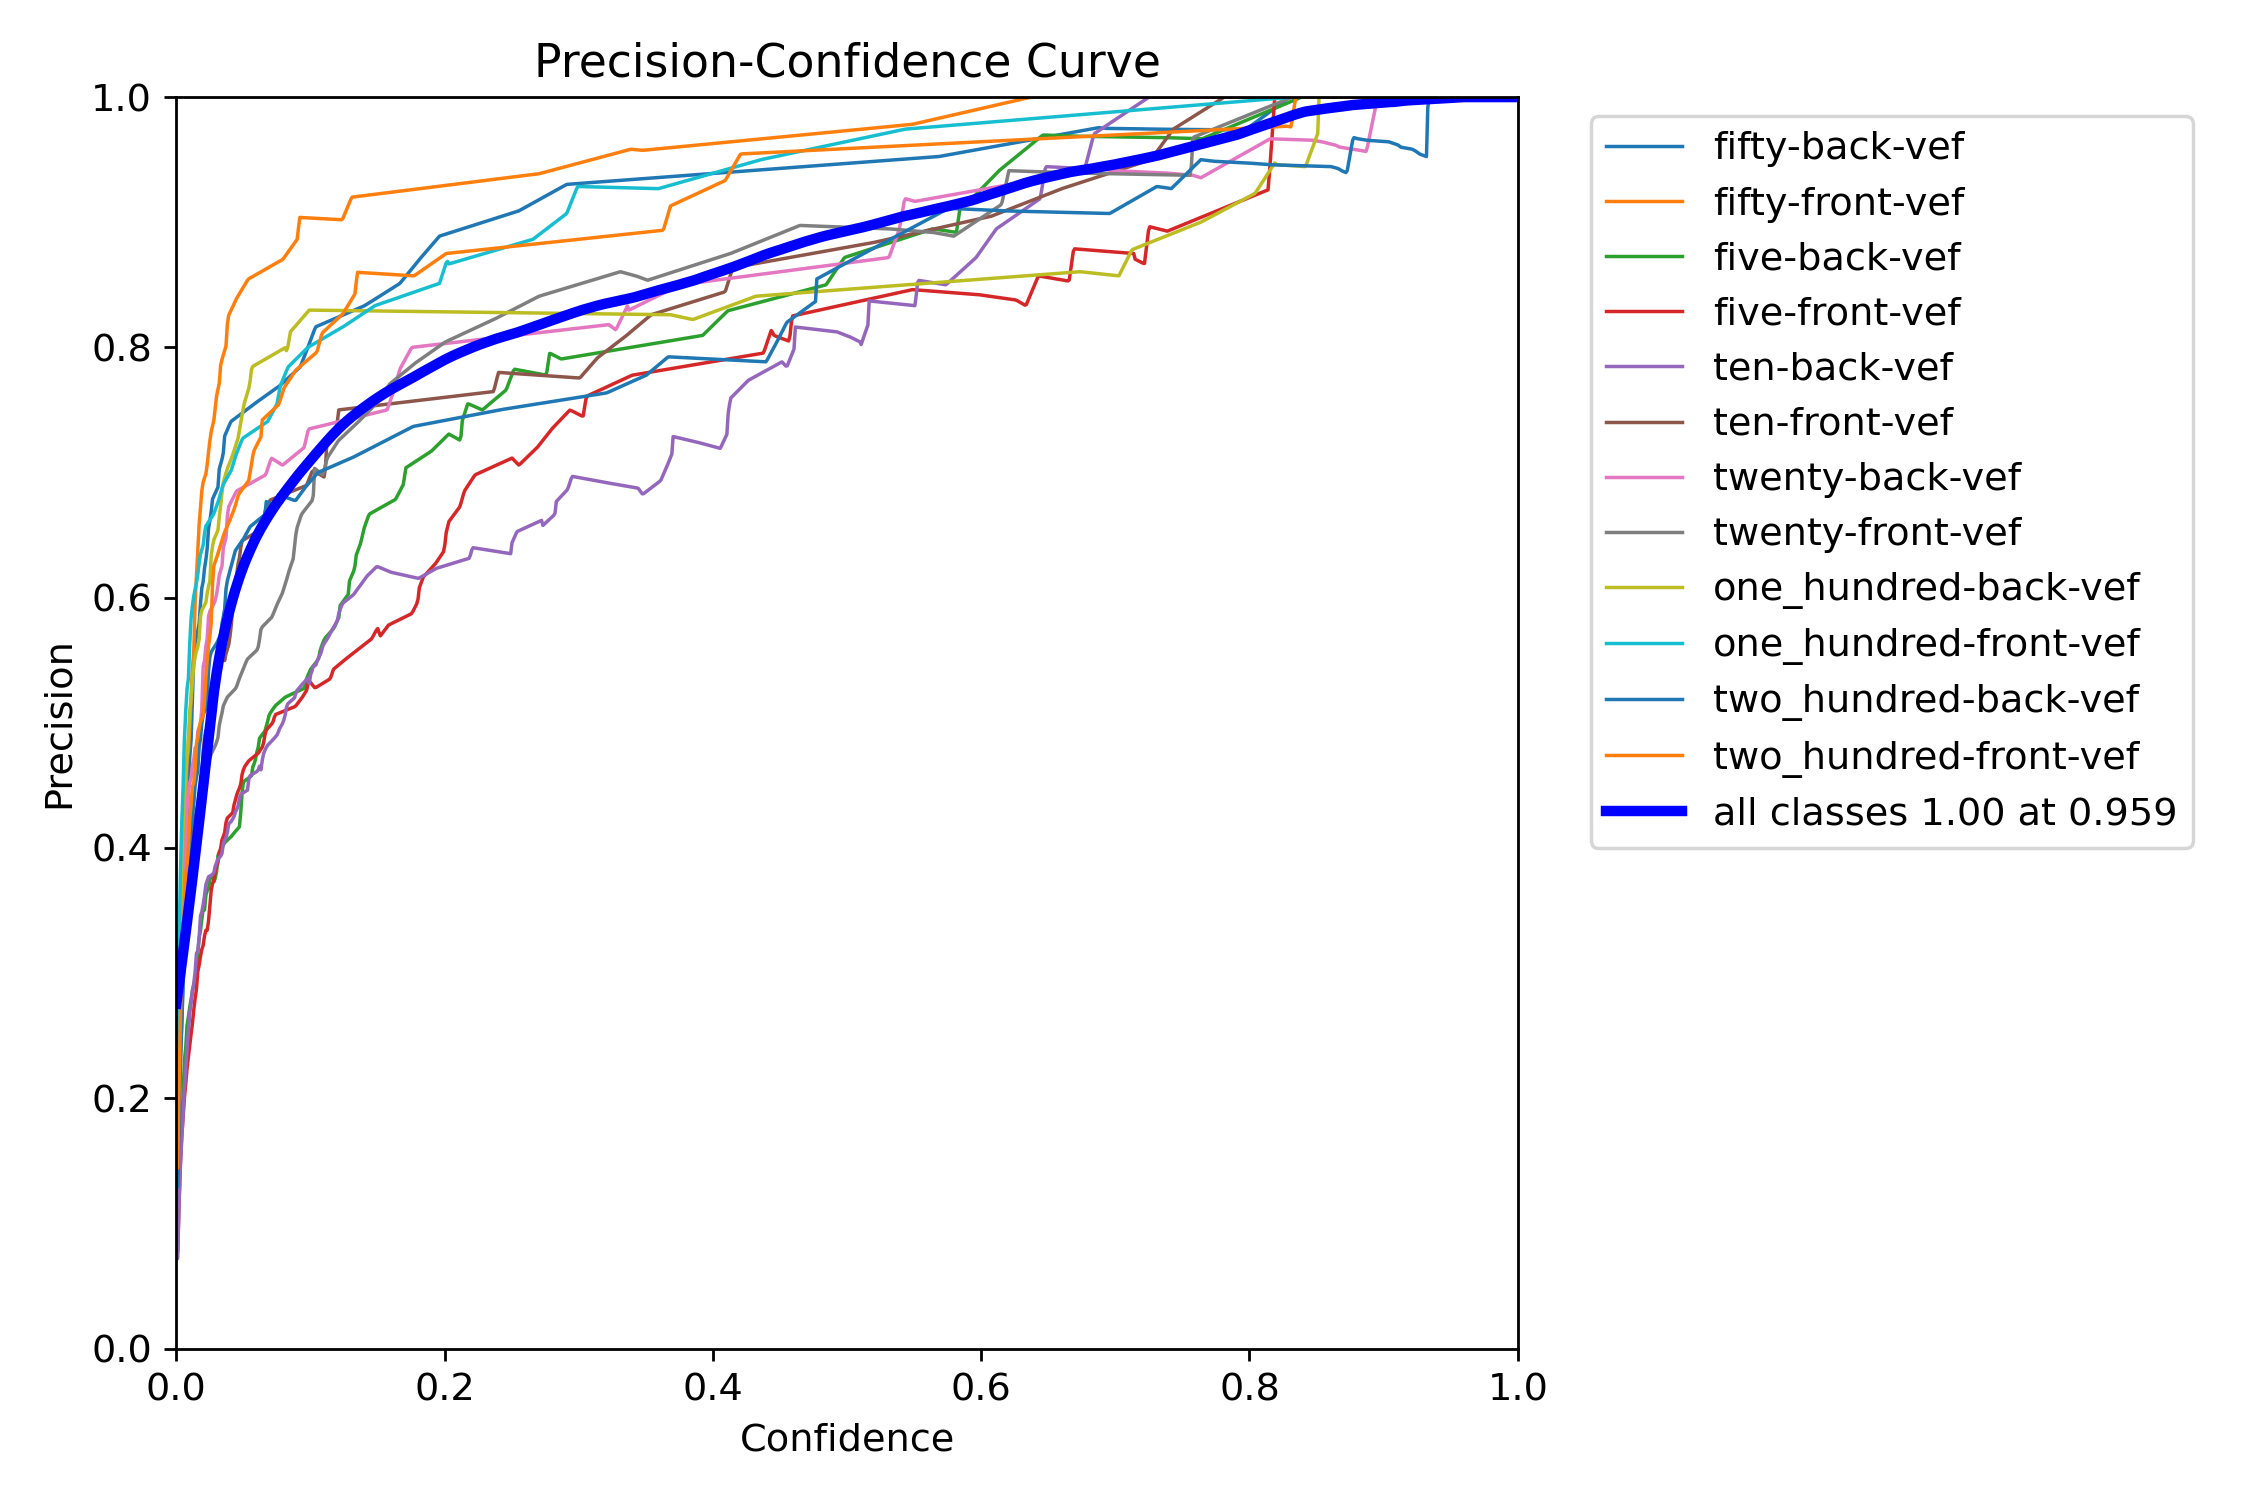 Precision-Confidence Curve
1.0
0.8
0.6
0.4
0.2
0.0
Precision
0.0 0.2 0.4 0.6 0.8 1.0
Confidence
fifty-back-vef
fifty-front-vef
five-back-vef
five-front-vef
ten-back-vef
ten-front-vef
twenty-back-vef
twenty-front-vef
one_hundred-back-vef
one_hundred-front-vef
two_hundred-back-vef
two_hundred-front-vef
all classes 1.00 at 0.959